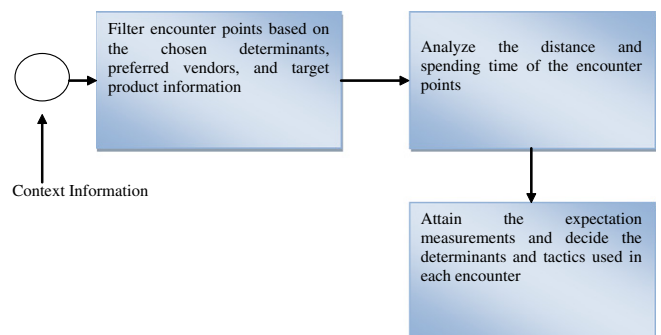 Filter encounter points based on
the chosen determinants,
preferred vendors, and target
product information
Analyze the distance and
spending time of the encounter
points
Context Information
Attain the expectation
measurements and decide the
determinants and tactics used in
each encounter